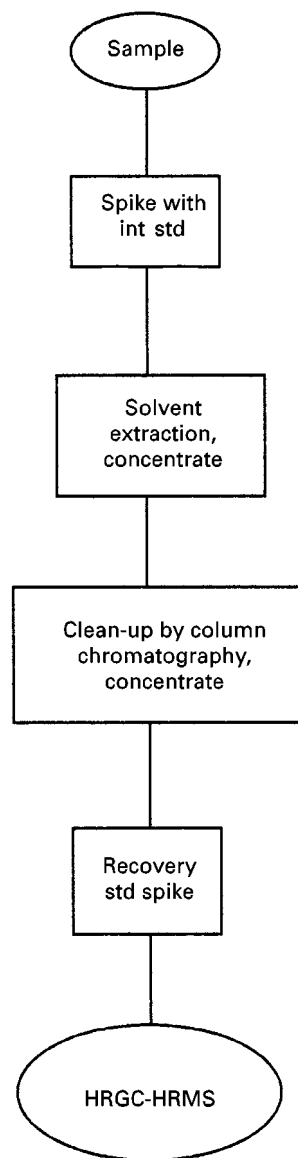 Sample
Spike with
int std
Solvent
extraction,
concentrate
Clean-up by column
chromatography,
concentrate
Recovery
std spike
HRGC-HRMS